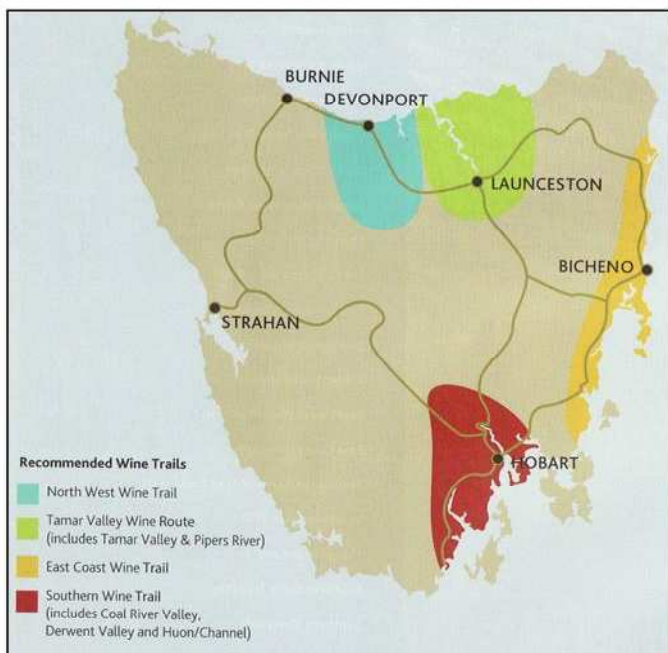 BURNIE
DEVONPORT
LAUNCESTON
BICHENO
STRAHAN
HOBART
Recommended Wine Trails
North West Wine Trail
Tamar Valley Wine Route
(includes Tamar Valley & Pipers River)
East Coast Wine Trail
Southern Wine Trail
(includes Coal River Valley,
Derwent Valley and Huon/Channel)